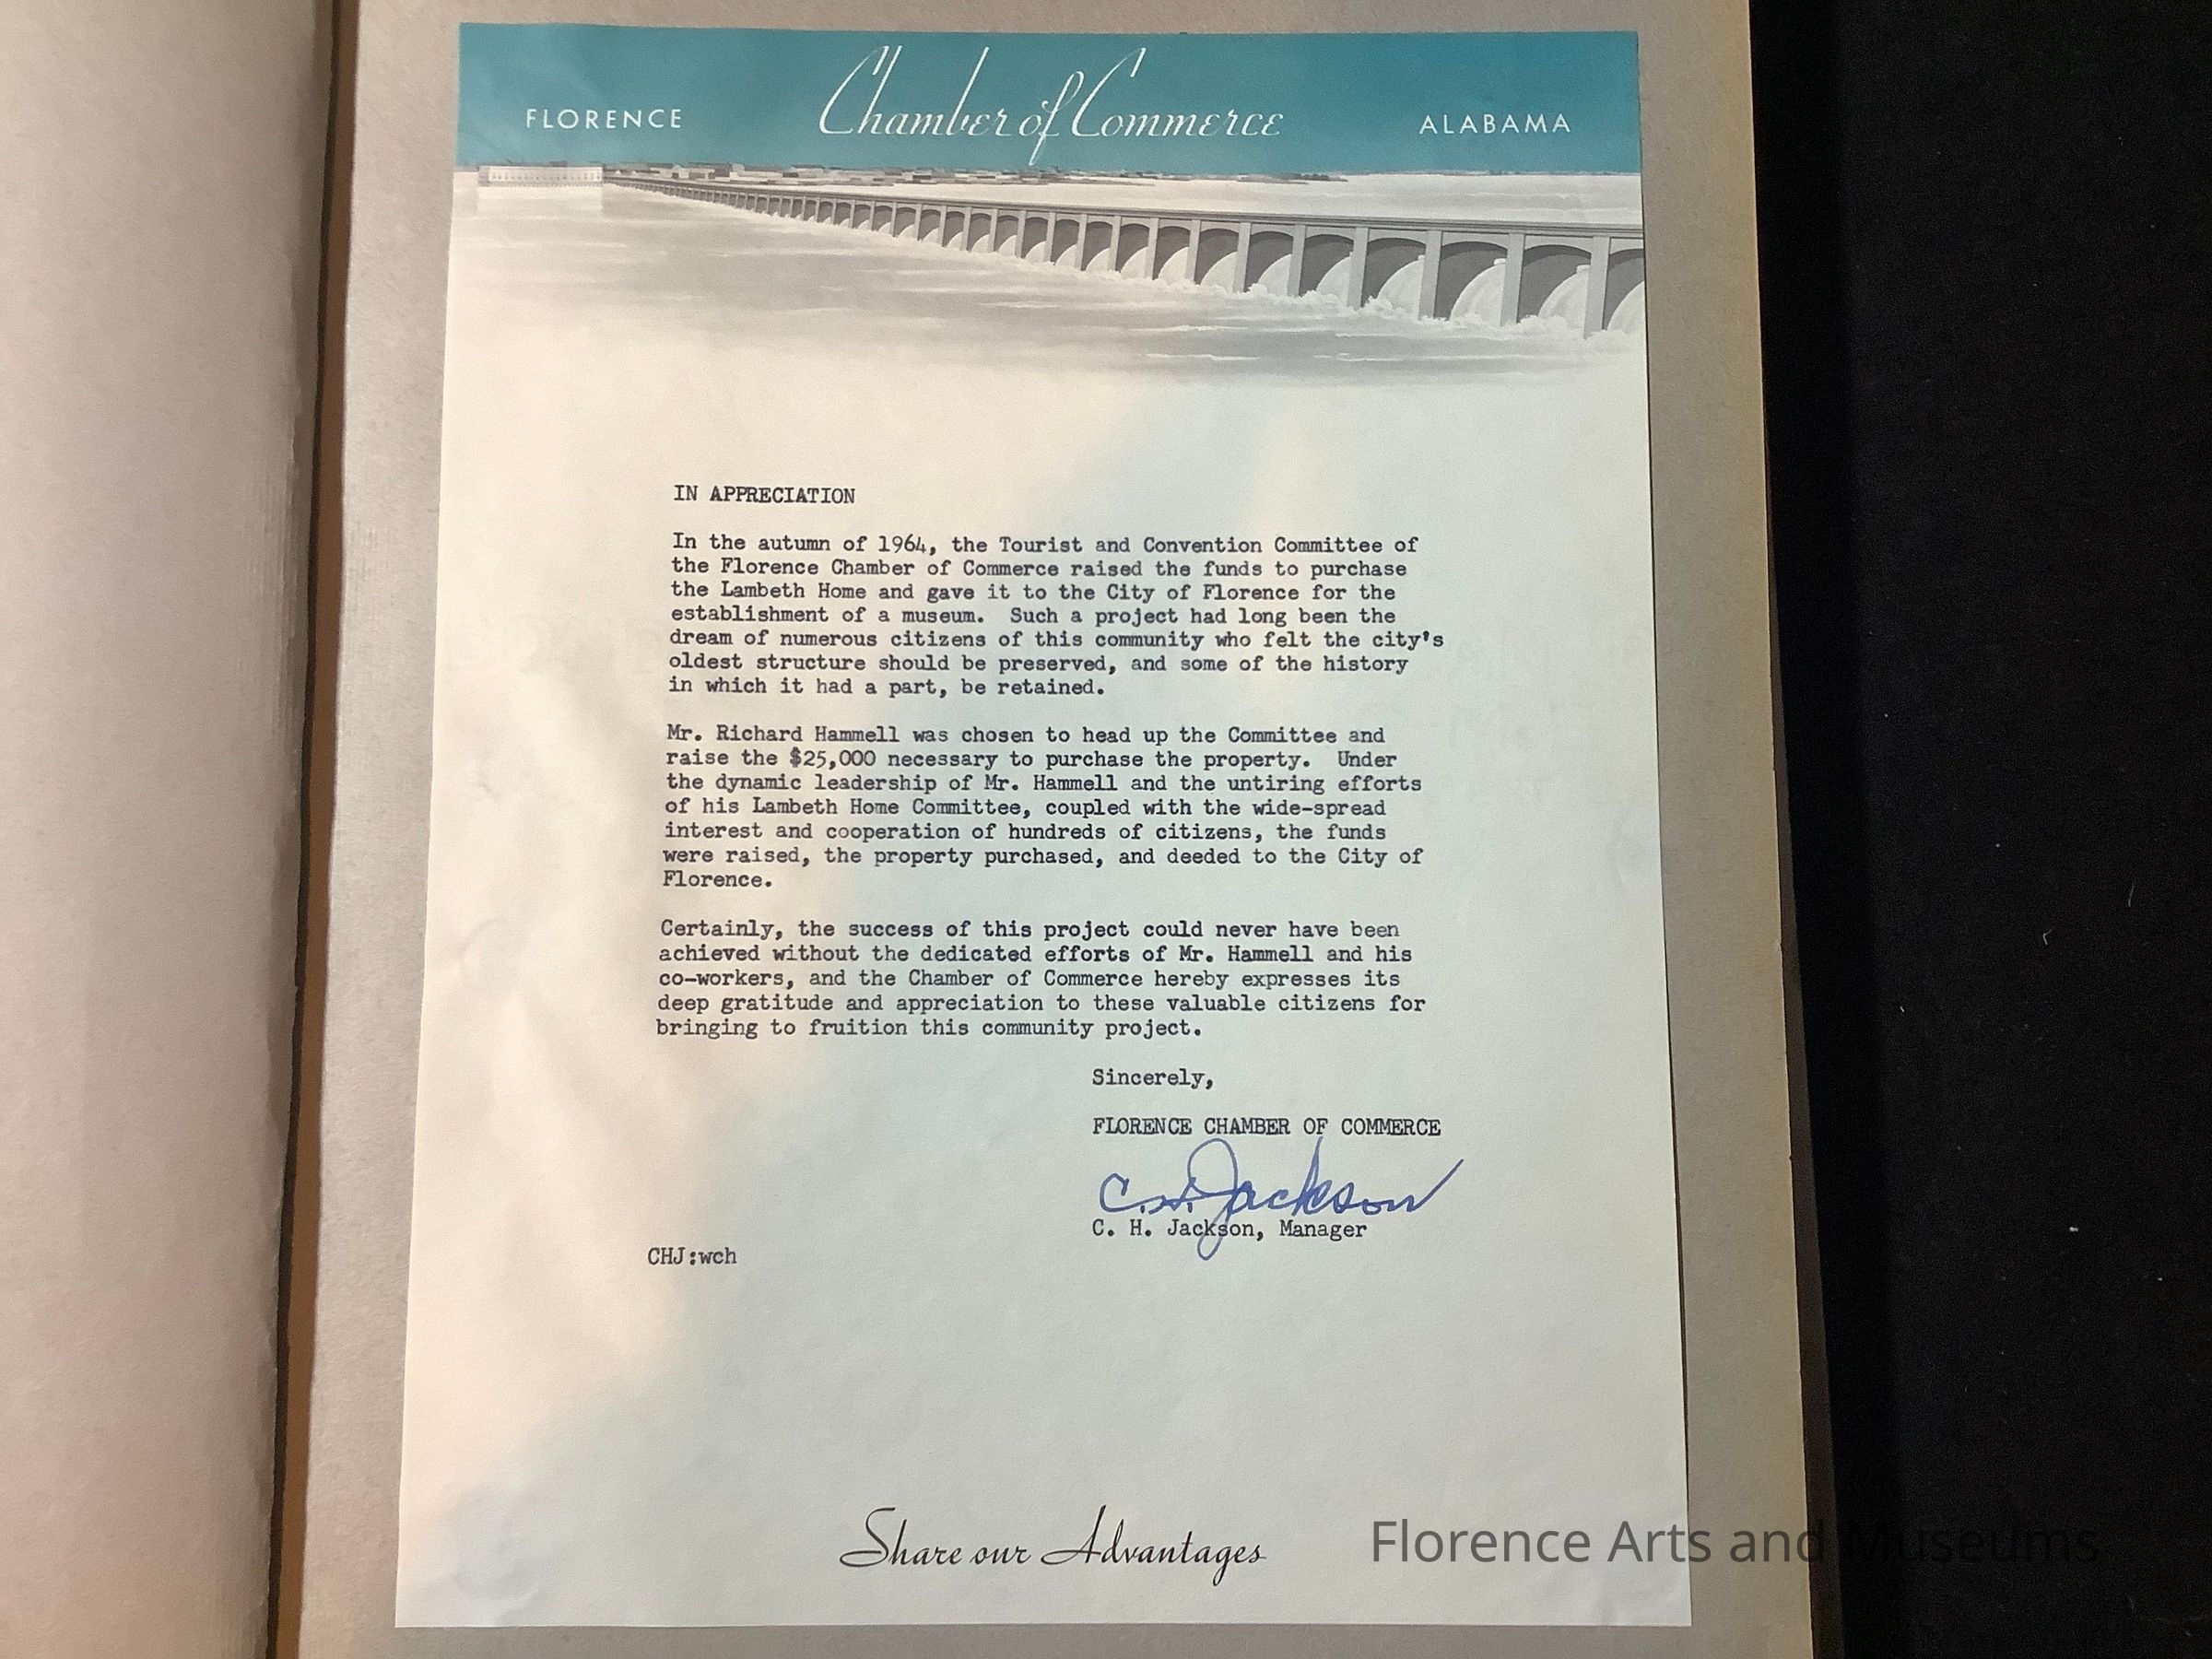 FLORENCE Chamber of Commerce ALABAMA
IN APPRECIATION
In the autumn of 1964, the Tourist and Convention Committee of
the Florence Chamber of Commerce raised the funds to purchase
the Lambeth Home and gave it to the City of Florence for the
establishment of a museum.  Such a project had long been the
dream of numerous citizens of this community who felt the city's
oldest structure should be preserved, and some of the history
in which it had a part, be retained.
Mr. Richard Hammell was chosen to head up the Committee and
raise the $25,000 necessary to purchase the property.  Under
the dynamic leadership of Mr. Hammell and the untiring efforts
of his Lambeth Home Committee, coupled with the wide-spread
interest and cooperation of hundreds of citizens, the funds
were raised, the property purchased, and deeded to the City of
Florence.
Certainly, the success of this project could never have been
achieved without the dedicated efforts of Mr. Hammell and his
co-workers, and the Chamber of Commerce hereby expresses its
deep gratitude and appreciation to these valuable citizens for
bringing to fruition this community project.
Sincerely,
FLORENCE CHAMBER OF COMMERCE
C. H. Jackson
C. H. Jackson, Manager
CHJ:wch
Share our Advantages
Florence Arts and Museums